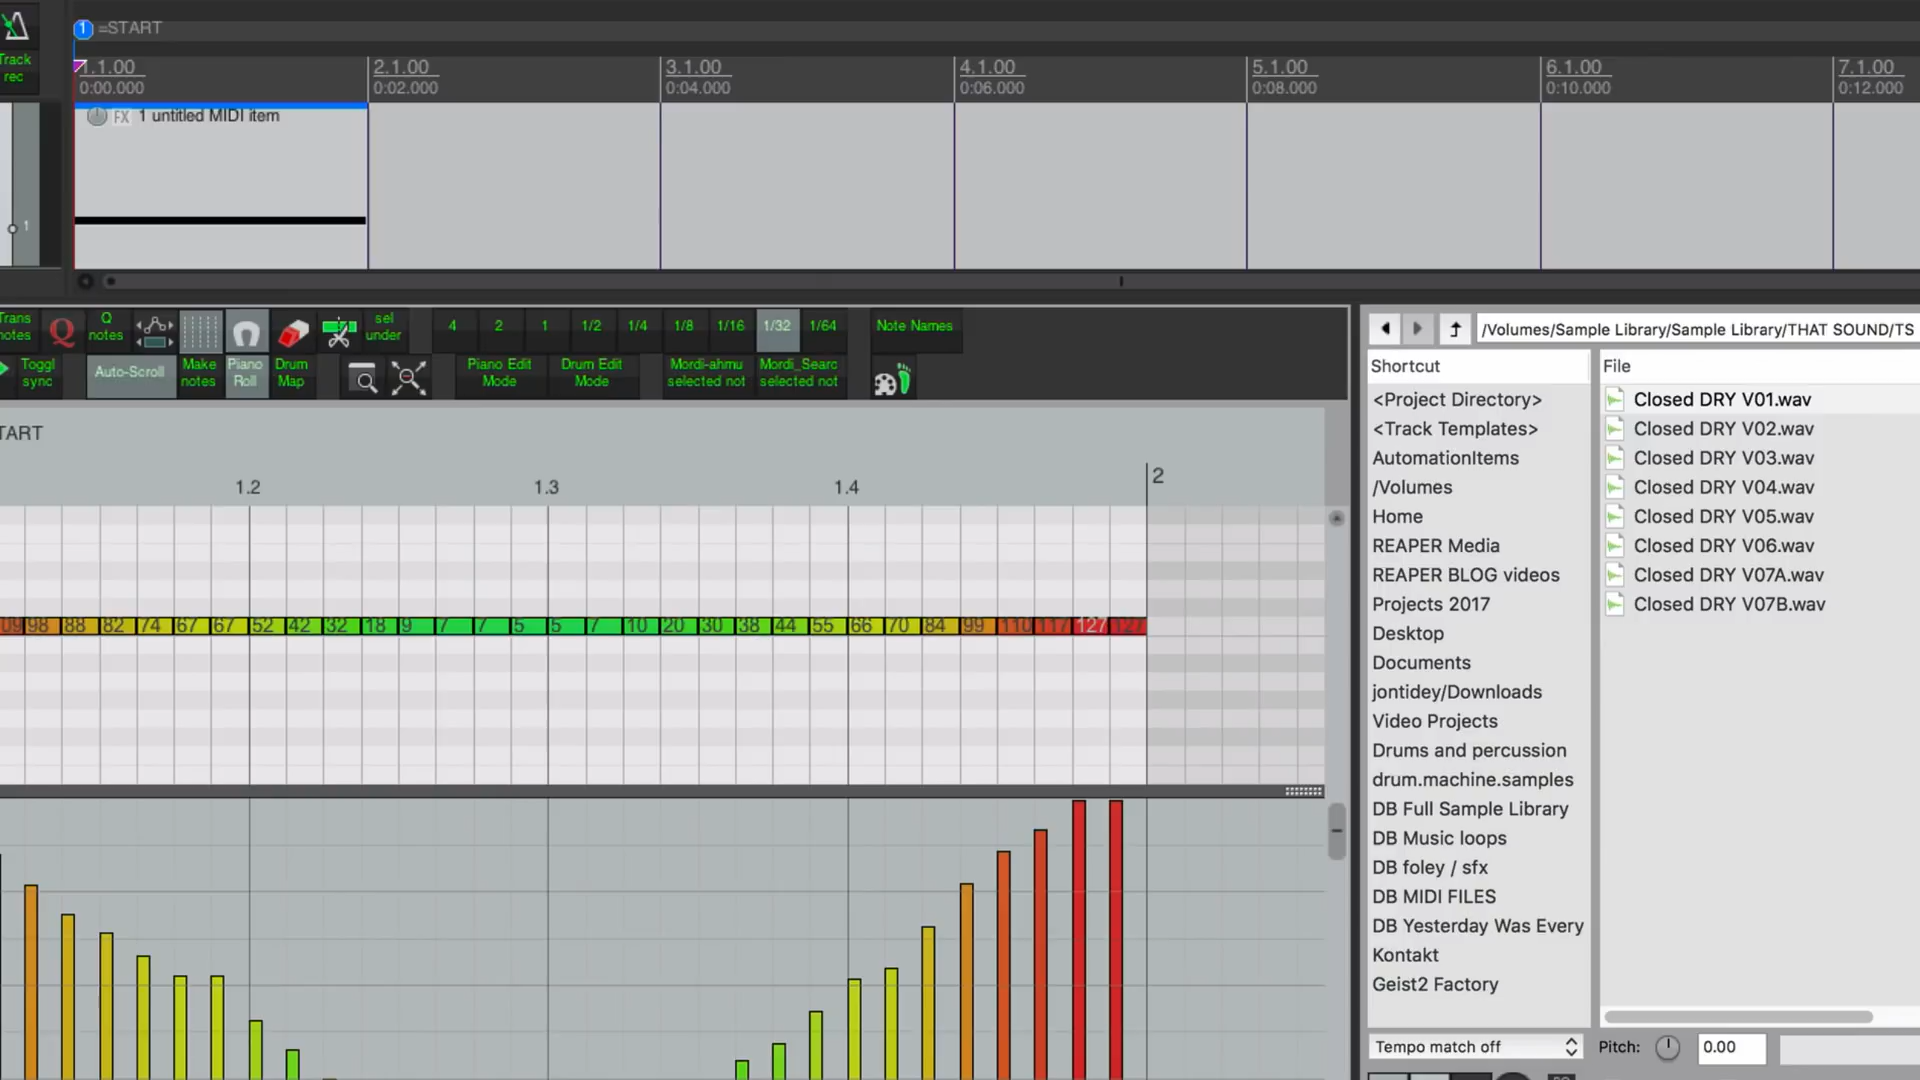 1 =START
Track
rec
1.1.00 2.1.00 3.1.00 4.1.00 5.1.00 6.1.00 7.1.00
0:00.000 0:02.000 0:04.000 0:06.000 0:08.000 0:10.000 0:12.000
FX 1 untitled MIDI item
1
Trans notes Q Q notes sel under 4 2 1 1/2 1/4 1/8 1/16 1/32 1/64 Note Names
Toggl sync Auto-Scroll Make notes Piano Roll Drum Map Piano Edit Mode Drum Edit Mode Mordi-ahmu selected not Mordi_Searc selected not
TART
1.2 1.3 1.4 2
09 98 88 82 74 67 67 52 42 32 18 9 7 7 5 5 7 10 20 30 38 44 55 66 70 84 99 110 117 127 127
/Volumes/Sample Library/Sample Library/THAT SOUND/TS
Shortcut
<Project Directory>
<Track Templates>
AutomationItems
/Volumes
Home
REAPER Media
REAPER BLOG videos
Projects 2017
Desktop
Documents
jontidey/Downloads
Video Projects
Drums and percussion
drum.machine.samples
DB Full Sample Library
DB Music loops
DB foley / sfx
DB MIDI FILES
DB Yesterday Was Every
Kontakt
Geist2 Factory
File
Closed DRY V01.wav
Closed DRY V02.wav
Closed DRY V03.wav
Closed DRY V04.wav
Closed DRY V05.wav
Closed DRY V06.wav
Closed DRY V07A.wav
Closed DRY V07B.wav
Tempo match off Pitch: 0.00